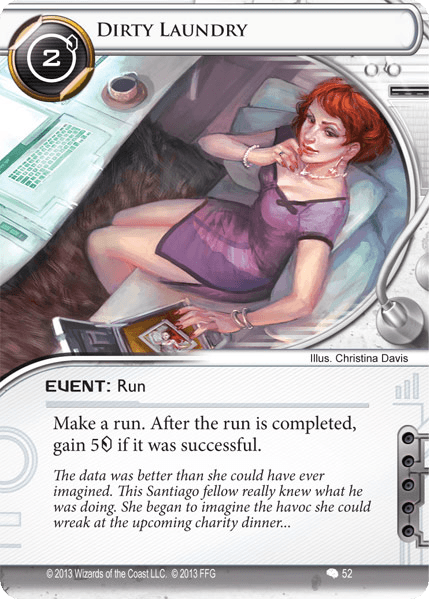 2
DIRTY LAUNDRY
Illus. Christina Davis
EVENT: Run
Make a run. After the run is completed,
gain 5 if it was successful.
The data was better than she could have ever
imagined. This Santiago fellow really knew what he
was doing. She began to imagine the havoc she could
wreak at the upcoming charity dinner...
© 2013 Wizards of the Coast LLC. © 2013 FFG
52